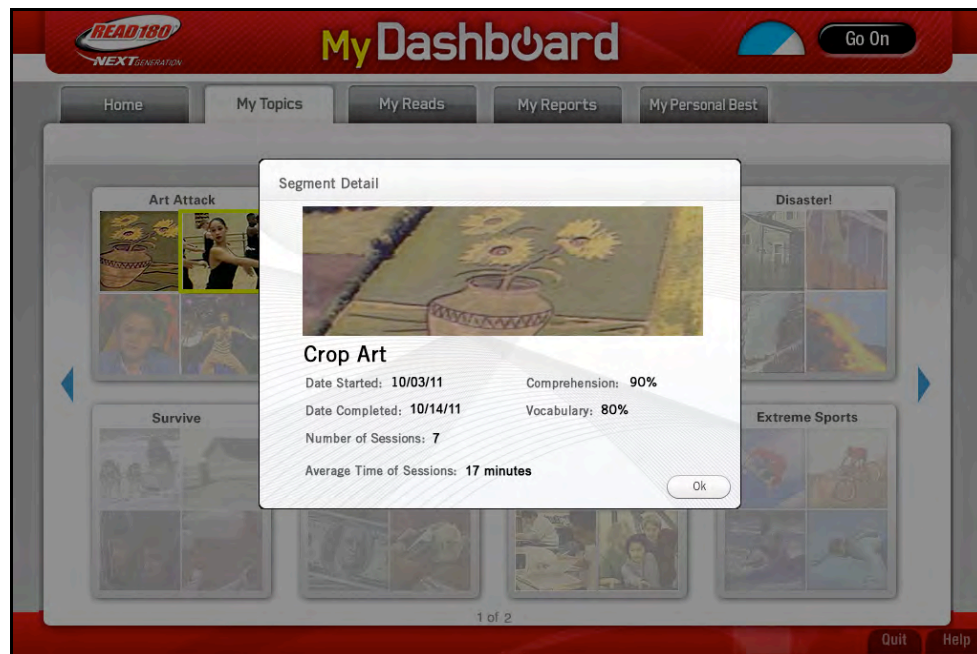 READ 180
NEXT GENERATION
My Dashboard
Go On
Home
My Topics
My Reads
My Reports
My Personal Best
Segment Detail
Art Attack
Disaster!
Crop Art
Date Started: 10/03/11
Comprehension: 90%
Date Completed: 10/14/11
Vocabulary: 80%
Number of Sessions: 7
Average Time of Sessions: 17 minutes
Ok
Survive
Extreme Sports
1 of 2
Quit
Help